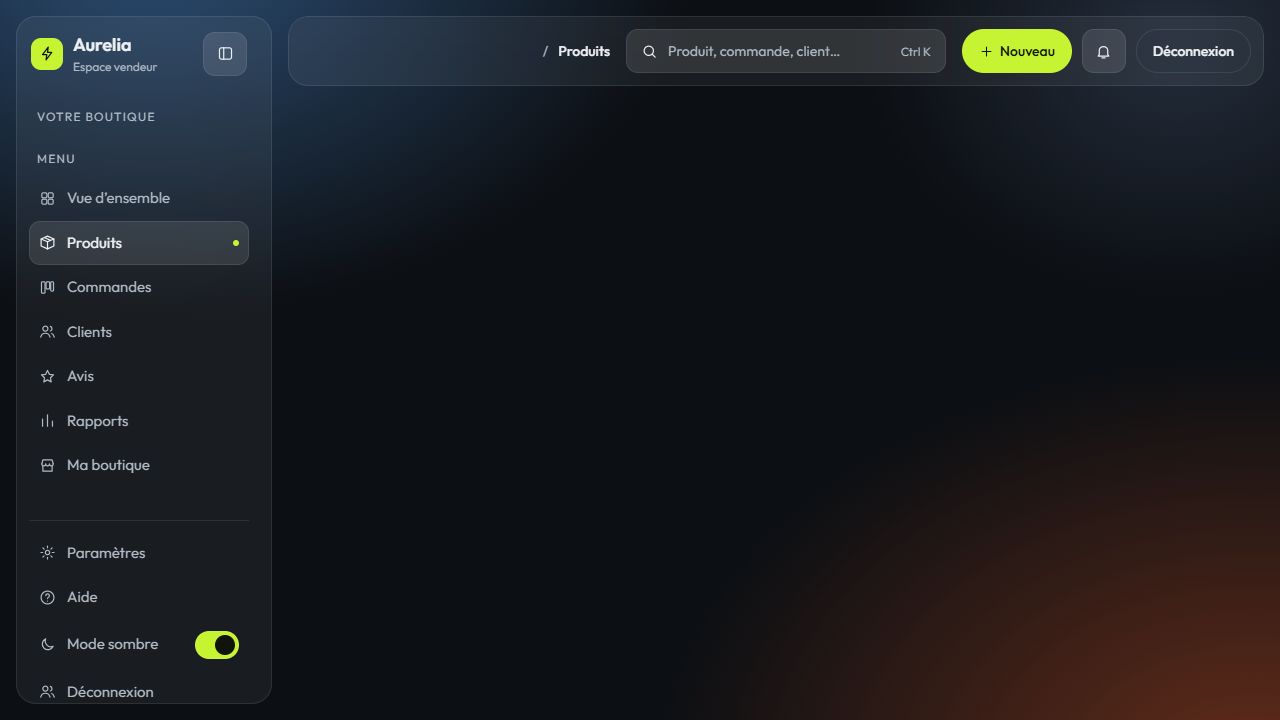 Aurelia
Espace vendeur
VOTRE BOUTIQUE
MENU
Vue d'ensemble
Produits
Commandes
Clients
Avis
Rapports
Ma boutique
Paramètres
Aide
Mode sombre
Déconnexion
/ Produits
Produit, commande, client...
Ctrl K
Nouveau
Déconnexion